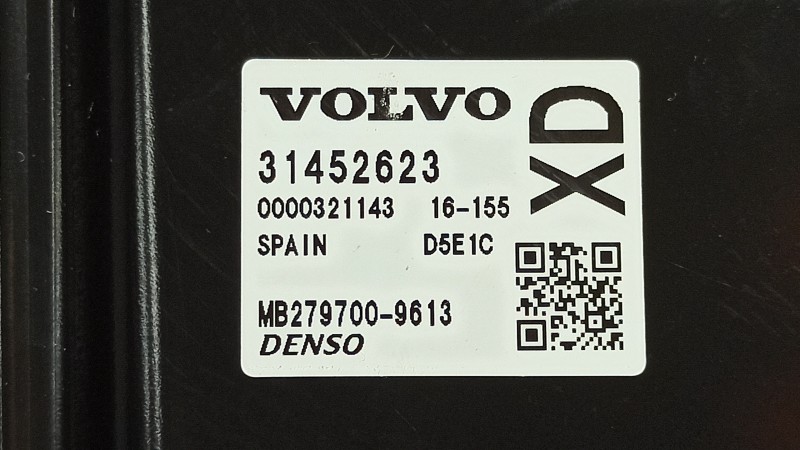 VOLVO
XD
31452623
0000321143 16-155
SPAIN D5E1C
MB279700-9613
DENSO